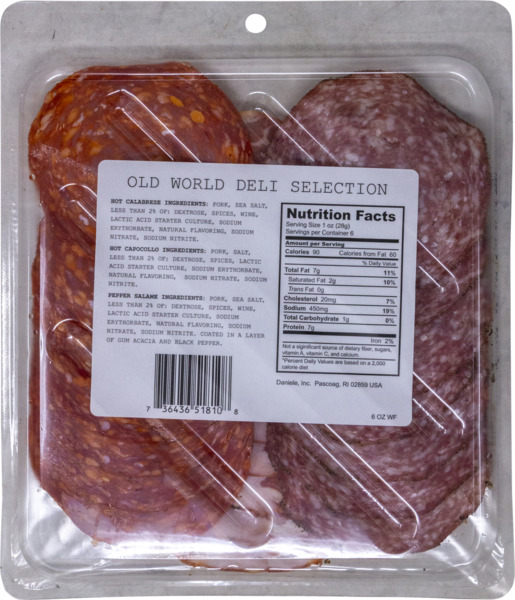 OLD WORLD DELI SELECTION
HOT CALABRESE INGREDIENTS: PORK, SEA SALT,
LESS THAN 2% OF: DEXTROSE, SPICES, WINE,
LACTIC ACID STARTER CULTURE, SODIUM
ERYTHORBATE, NATURAL FLAVORING, SODIUM
NITRATE, SODIUM NITRITE.
HOT CAPOCOLLO INGREDIENTS: PORK, SALT,
LESS THAN 2% OF: DEXTROSE, SPICES, LACTIC
ACID STARTER CULTURE, SODIUM ERYTHORBATE,
NATURAL FLAVORING, SODIUM NITRATE, SODIUM
NITRITE.
PEPPER SALAME INGREDIENTS: PORK, SEA SALT,
LESS THAN 2% OF: DEXTROSE, SPICES, WINE,
LACTIC ACID STARTER CULTURE, SODIUM
ERYTHORBATE, NATURAL FLAVORING, SODIUM
NITRATE, SODIUM NITRITE. COATED IN A LAYER
OF GUM ACACIA AND BLACK PEPPER.
7 36436 51810 8
Nutrition Facts
Serving Size 1 oz (28g)
Servings per Container 6
Amount per Serving
Calories 90 Calories from Fat 60
% Daily Value
Total Fat 7g 11%
Saturated Fat 2g 10%
Trans Fat 0g
Cholesterol 20mg 7%
Sodium 450mg 19%
Total Carbohydrate 1g 0%
Protein 7g
Iron 2%
Not a significant source of dietary fiber, sugars,
vitamin A, vitamin C, and calcium.
*Percent Daily Values are based on a 2,000
calorie diet
Daniele, Inc. Pascoag, RI 02859 USA
6 OZ WF